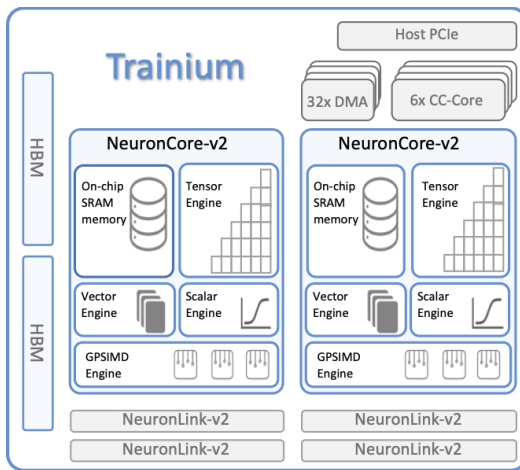 Host PCIe
Trainium
32x DMA
6x CC-Core
HBM
HBM
NeuronCore-v2
On-chip
SRAM
memory
Tensor
Engine
Vector
Engine
Scalar
Engine
GPSIMD
Engine
NeuronCore-v2
On-chip
SRAM
memory
Tensor
Engine
Vector
Engine
Scalar
Engine
GPSIMD
Engine
NeuronLink-v2
NeuronLink-v2
NeuronLink-v2
NeuronLink-v2